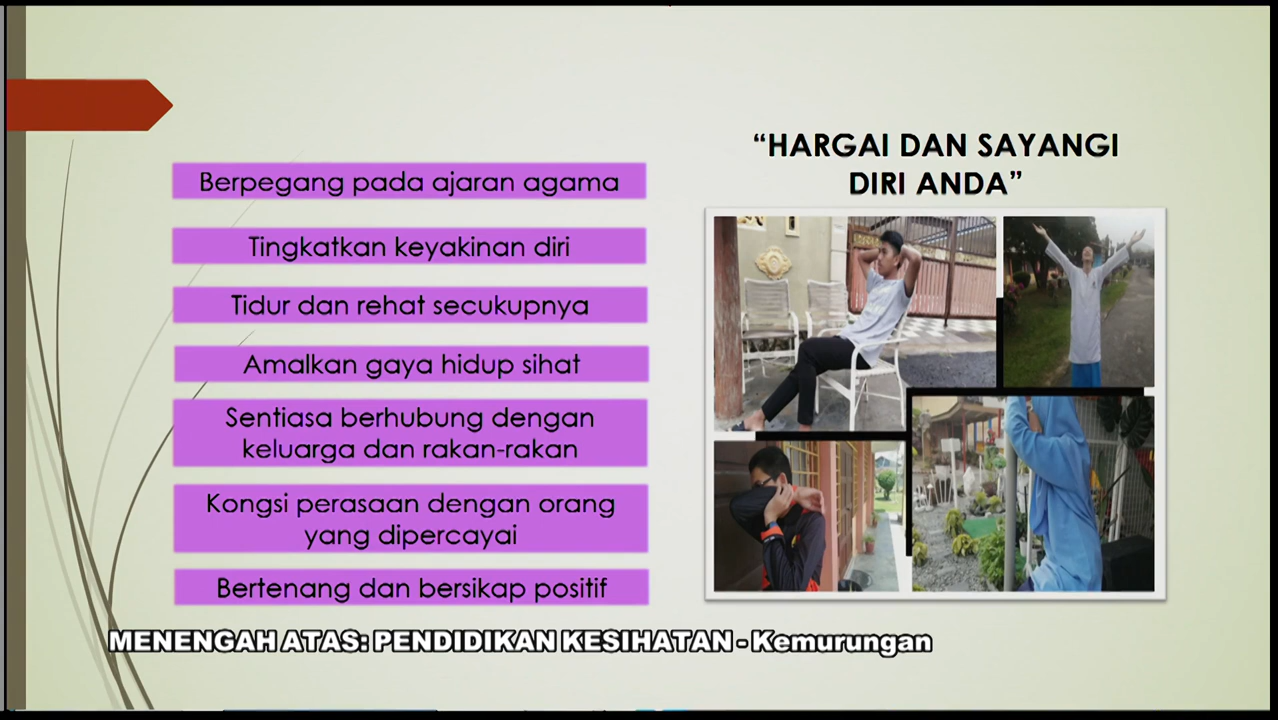 “HARGAI DAN SAYANGI
DIRI ANDA”
Berpegang pada ajaran agama
Tingkatkan keyakinan diri
Tidur dan rehat secukupnya
Amalkan gaya hidup sihat
Sentiasa berhubung dengan
keluarga dan rakan-rakan
Kongsi perasaan dengan orang
yang dipercayai
Bertenang dan bersikap positif
MENENGAH ATAS: PENDIDIKAN KESIHATAN - Kemurungan